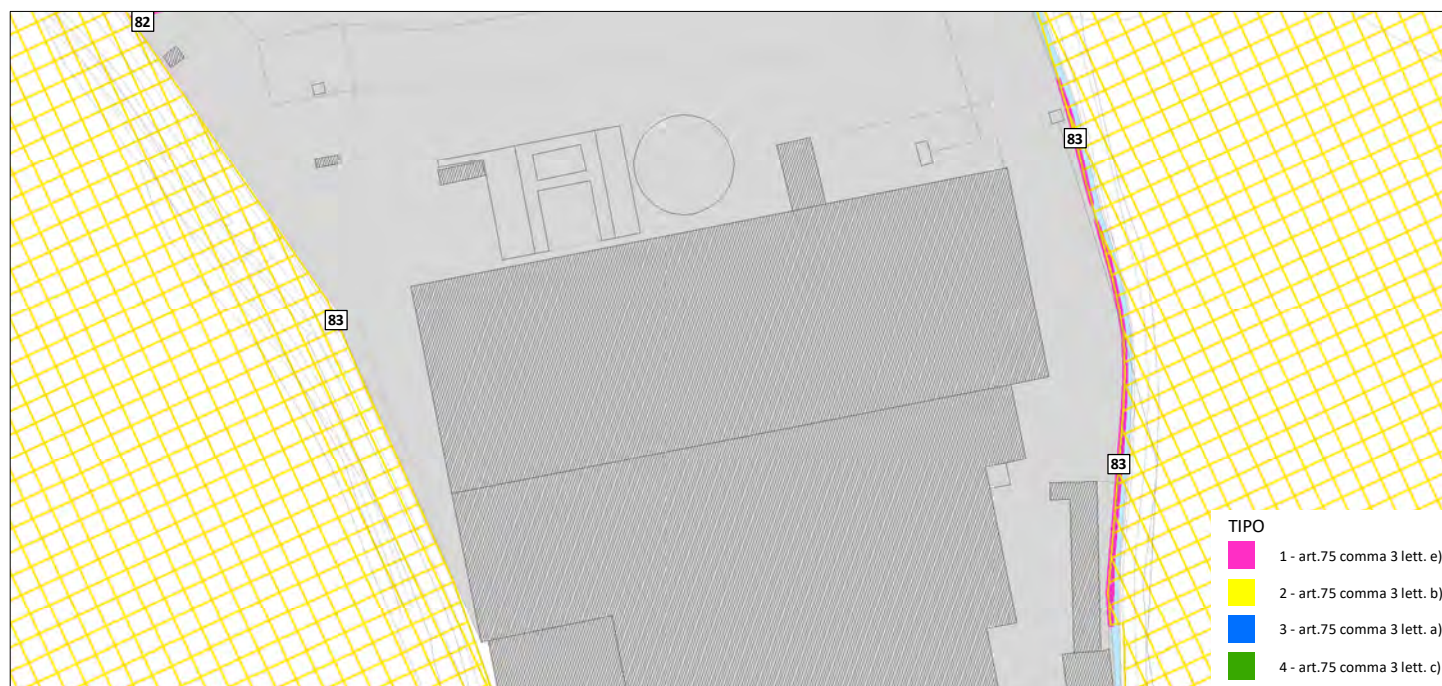 82
83
83
83
TIPO
1 - art.75 comma 3 lett. e)
2 - art.75 comma 3 lett. b)
3 - art.75 comma 3 lett. a)
4 - art.75 comma 3 lett. c)